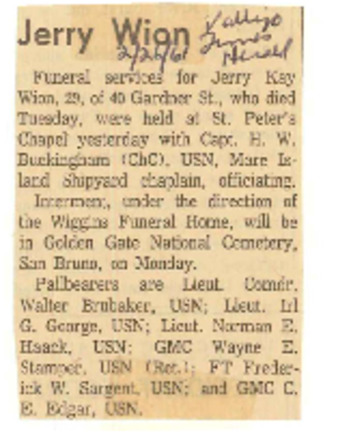 Jerry Wion
Vallejo
Times
Herald
2/26/61
Funeral services for Jerry Kay
Wion, 29, of 40 Gardner St., who died
Tuesday, were held at St. Peter's
Chapel yesterday with Capt. H. W.
Buckingham (ChC), USN, Mare Is-
land Shipyard chaplain, officiating.
Interment, under the direction of
the Wiggins Funeral Home, will be
in Golden Gate National Cemetery,
San Bruno, on Monday.
Pallbearers are Lieut. Comdr.
Walter Brubaker, USN; Lieut. Irl
G. George, USN; Lieut. Norman E.
Haack, USN; GMC Wayne E.
Stamper, USN (Ret.); FT Freder-
ick W. Sargent, USN; and GMC C.
E. Edgar, USN.